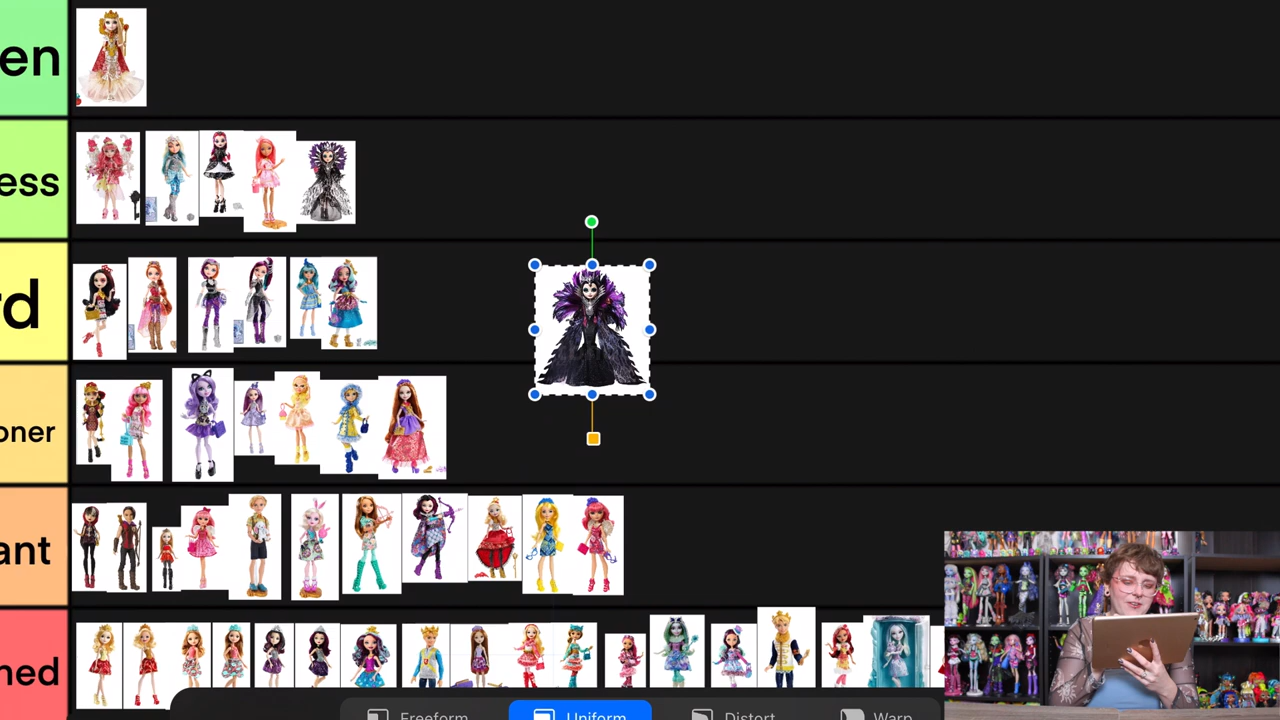 en
ess
rd
oner
ant
ned
Freeform
Uniform
Distort
Warp